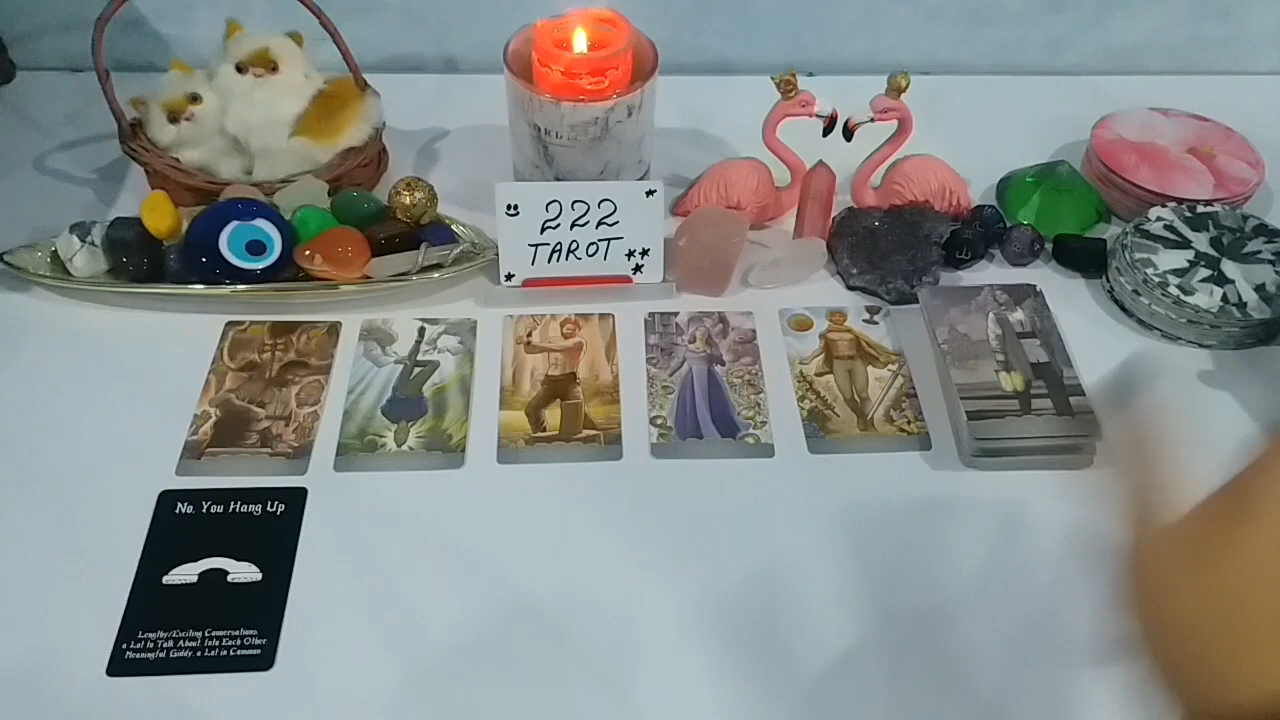 222
TAROT
No, You Hang Up
Lengthy/Exciting Conversations,
a Lot to Talk About, Into Each Other,
Meaningful, Giddy, a Lot in Common